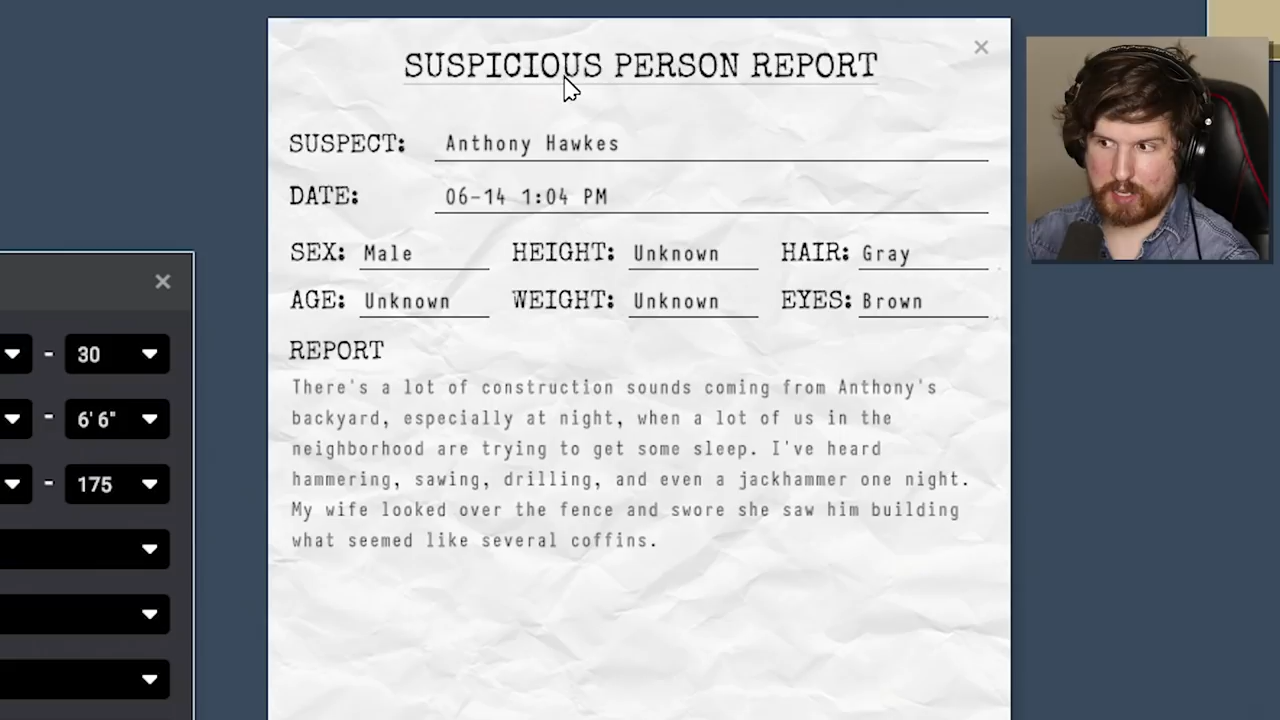 SUSPICIOUS PERSON REPORT
SUSPECT: Anthony Hawkes
DATE: 06-14 1:04 PM
SEX: Male HEIGHT: Unknown HAIR: Gray
AGE: Unknown WEIGHT: Unknown EYES: Brown
REPORT
There's a lot of construction sounds coming from Anthony's
backyard, especially at night, when a lot of us in the
neighborhood are trying to get some sleep. I've heard
hammering, sawing, drilling, and even a jackhammer one night.
My wife looked over the fence and swore she saw him building
what seemed like several coffins.
- 30
- 6' 6"
- 175